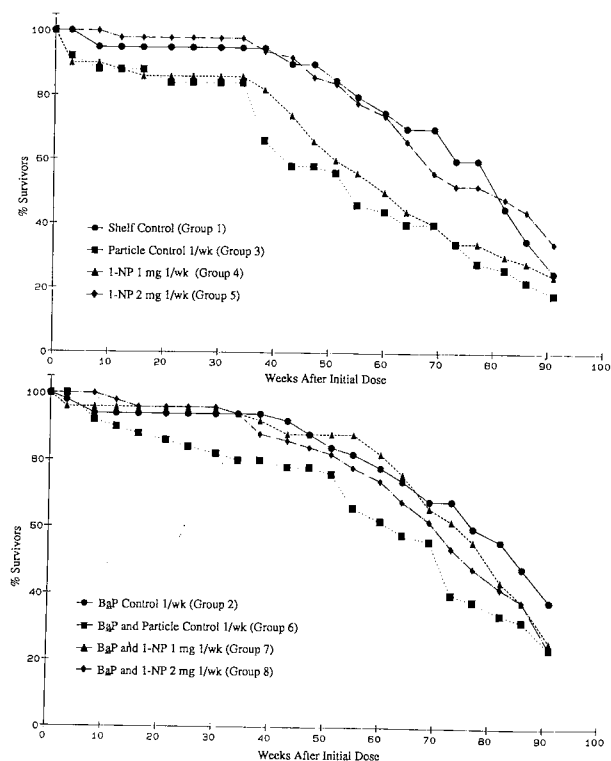 100
80
60
40
20
0
% Survivors
Shelf Control (Group 1)
Particle Control 1/wk (Group 3)
1-NP 1 mg 1/wk (Group 4)
1-NP 2 mg 1/wk (Group 5)
0 10 20 30 40 50 60 70 80 90 100
Weeks After Initial Dose
100
80
60
40
20
0
% Survivors
BaP Control 1/wk (Group 2)
BaP and Particle Control 1/wk (Group 6)
BaP and 1-NP 1 mg 1/wk (Group 7)
BaP and 1-NP 2 mg 1/wk (Group 8)
0 10 20 30 40 50 60 70 80 90 100
Weeks After Initial Dose